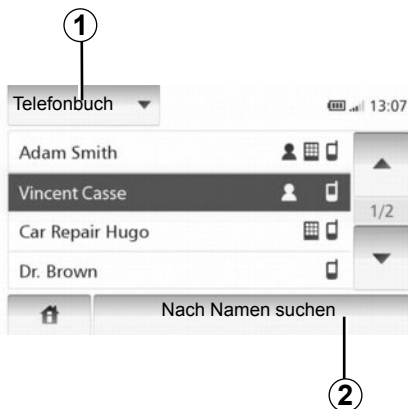 1
Telefonbuch 13:07
Adam Smith
Vincent Casse
1/2
Car Repair Hugo
Dr. Brown
Nach Namen suchen
2